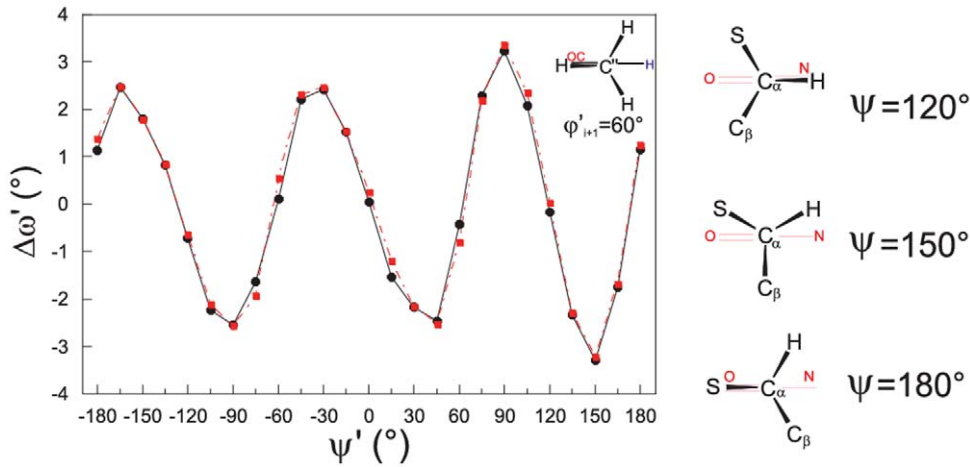 4
3
2
1
0
-1
-2
-3
-4
Δω' (°)
-180 -150 -120 -90 -60 -30 0 30 60 90 120 150 180
ψ' (°)
H
OC
H C" H
H
φ'i+1=60°
S
O N
Cα H
Cβ
ψ=120°
S H
O Cα N
Cβ
ψ=150°
H
S O N
Cα
Cβ
ψ=180°